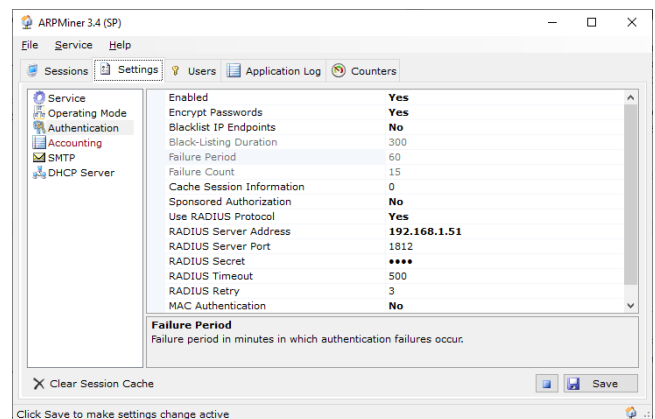 ARPMiner 3.4 (SP)
File Service Help
Sessions Settings Users Application Log Counters
Service
Operating Mode
Authentication
Accounting
SMTP
DHCP Server
Enabled Yes
Encrypt Passwords Yes
Blacklist IP Endpoints No
Black-Listing Duration 300
Failure Period 60
Failure Count 15
Cache Session Information 0
Sponsored Authorization No
Use RADIUS Protocol Yes
RADIUS Server Address 192.168.1.51
RADIUS Server Port 1812
RADIUS Secret ●●●●
RADIUS Timeout 500
RADIUS Retry 3
MAC Authentication No
Failure Period
Failure period in minutes in which authentication failures occur.
Clear Session Cache
Save
Click Save to make settings change active